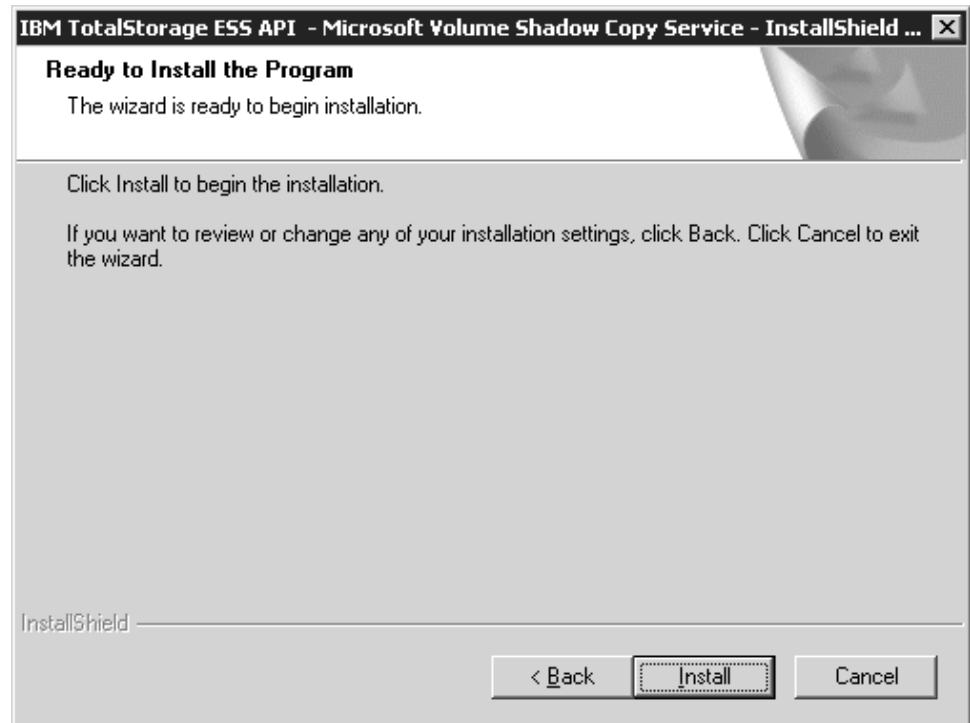 IBM TotalStorage ESS API - Microsoft Volume Shadow Copy Service - InstallShield ...
Ready to Install the Program
The wizard is ready to begin installation.
Click Install to begin the installation.
If you want to review or change any of your installation settings, click Back. Click Cancel to exit
the wizard.
InstallShield
< Back
Install
Cancel